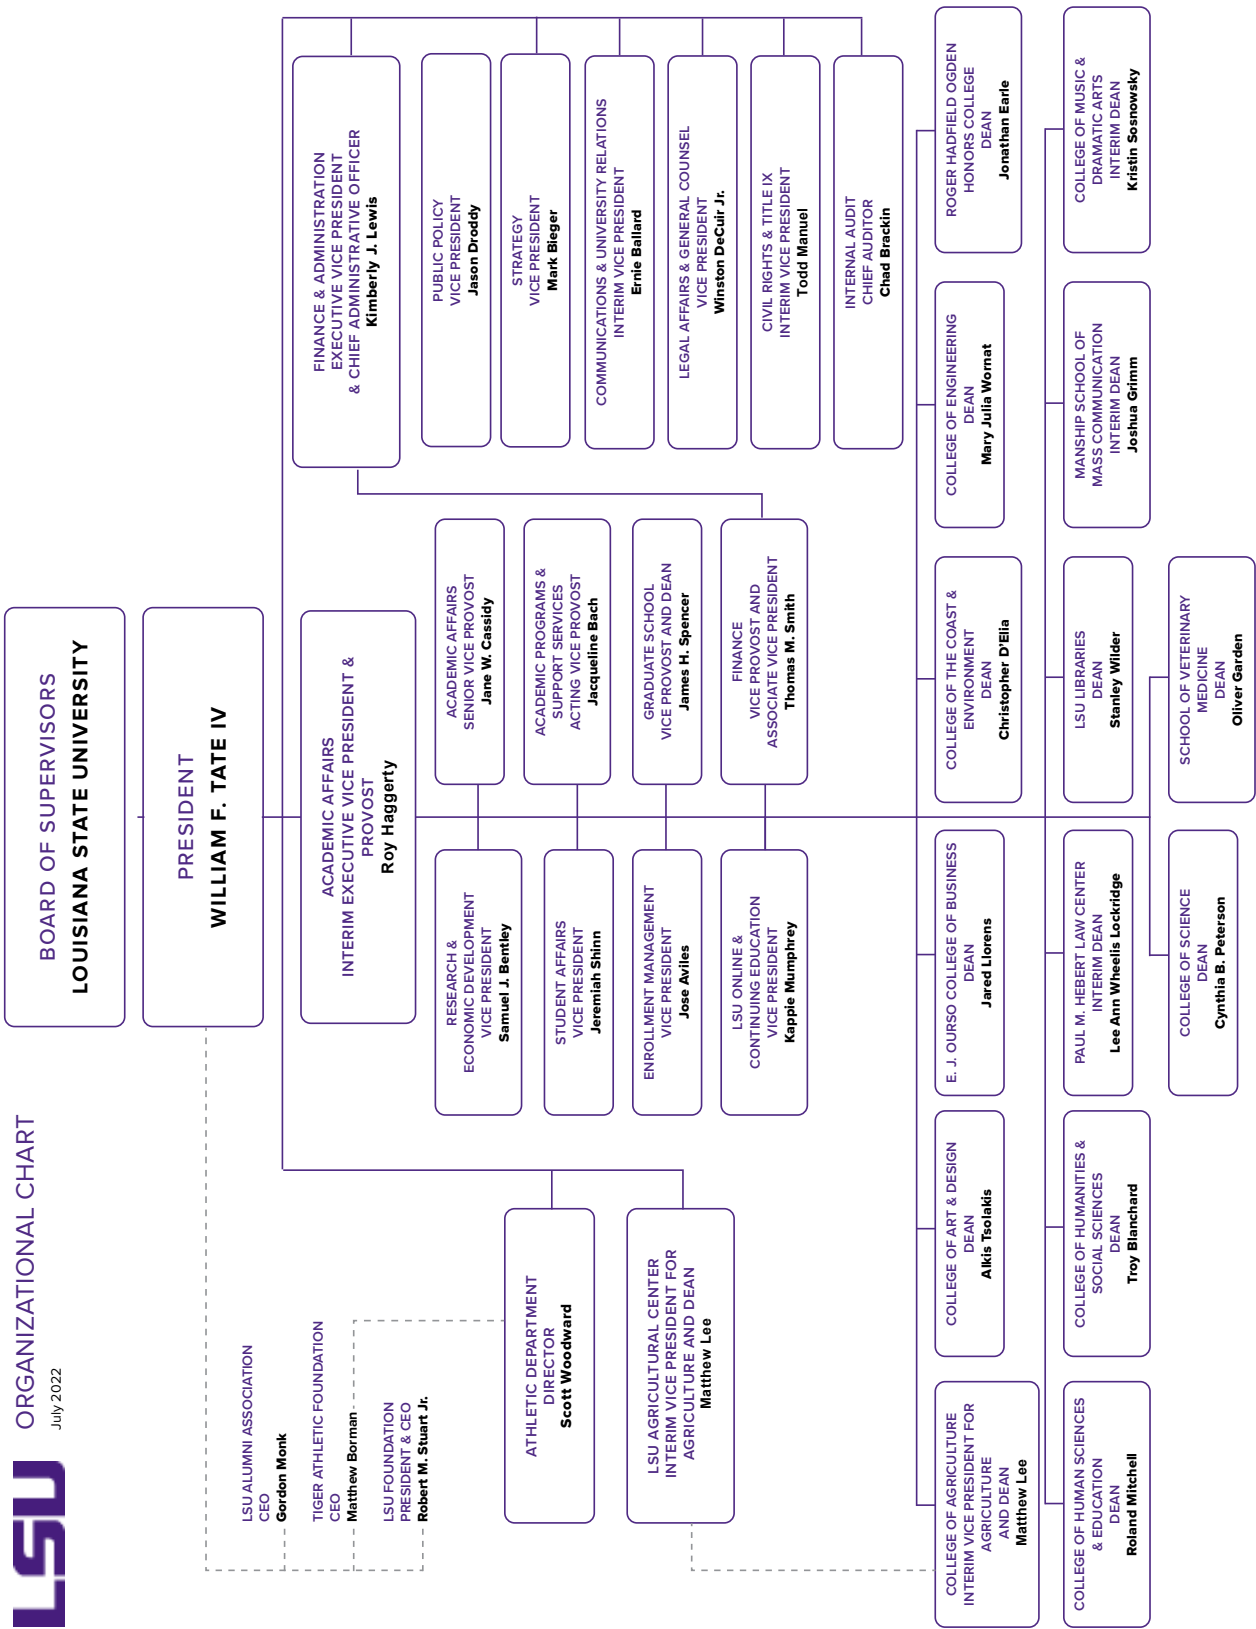 LSU
ORGANIZATIONAL CHART
July 2022
BOARD OF SUPERVISORS
LOUISIANA STATE UNIVERSITY
PRESIDENT
WILLIAM F. TATE IV
LSU ALUMNI ASSOCIATION
CEO
Gordon Monk
TIGER ATHLETIC FOUNDATION
CEO
Matthew Borman
LSU FOUNDATION
PRESIDENT & CEO
Robert M. Stuart Jr.
ACADEMIC AFFAIRS
INTERIM EXECUTIVE VICE PRESIDENT &
PROVOST
Roy Haggerty
FINANCE & ADMINISTRATION
EXECUTIVE VICE PRESIDENT
& CHIEF ADMINISTRATIVE OFFICER
Kimberly J. Lewis
ATHLETIC DEPARTMENT
DIRECTOR
Scott Woodward
LSU AGRICULTURAL CENTER
INTERIM VICE PRESIDENT FOR
AGRICULTURE AND DEAN
Matthew Lee
RESEARCH &
ECONOMIC DEVELOPMENT
VICE PRESIDENT
Samuel J. Bentley
STUDENT AFFAIRS
VICE PRESIDENT
Jeremiah Shinn
ENROLLMENT MANAGEMENT
VICE PRESIDENT
Jose Aviles
LSU ONLINE &
CONTINUING EDUCATION
VICE PRESIDENT
Kappie Mumphrey
ACADEMIC AFFAIRS
SENIOR VICE PROVOST
Jane W. Cassidy
ACADEMIC PROGRAMS &
SUPPORT SERVICES
ACTING VICE PROVOST
Jacqueline Bach
GRADUATE SCHOOL
VICE PROVOST AND DEAN
James H. Spencer
FINANCE
VICE PROVOST AND
ASSOCIATE VICE PRESIDENT
Thomas M. Smith
PUBLIC POLICY
VICE PRESIDENT
Jason Droddy
STRATEGY
VICE PRESIDENT
Mark Bieger
COMMUNICATIONS & UNIVERSITY RELATIONS
INTERIM VICE PRESIDENT
Ernie Ballard
LEGAL AFFAIRS & GENERAL COUNSEL
VICE PRESIDENT
Winston DeCuir Jr.
CIVIL RIGHTS & TITLE IX
INTERIM VICE PRESIDENT
Todd Manuel
INTERNAL AUDIT
CHIEF AUDITOR
Chad Brackin
COLLEGE OF AGRICULTURE
INTERIM VICE PRESIDENT FOR
AGRICULTURE
AND DEAN
Matthew Lee
COLLEGE OF ART & DESIGN
DEAN
Alkis Tsolakis
E. J. OURSO COLLEGE OF BUSINESS
DEAN
Jared Llorens
COLLEGE OF THE COAST &
ENVIRONMENT
DEAN
Christopher D'Elia
COLLEGE OF ENGINEERING
DEAN
Mary Julia Wornat
ROGER HADFIELD OGDEN
HONORS COLLEGE
DEAN
Jonathan Earle
COLLEGE OF HUMAN SCIENCES
& EDUCATION
DEAN
Roland Mitchell
COLLEGE OF HUMANITIES &
SOCIAL SCIENCES
DEAN
Troy Blanchard
PAUL M. HEBERT LAW CENTER
INTERIM DEAN
Lee Ann Wheelis Lockridge
LSU LIBRARIES
DEAN
Stanley Wilder
MANSHIP SCHOOL OF
MASS COMMUNICATION
INTERIM DEAN
Joshua Grimm
COLLEGE OF MUSIC &
DRAMATIC ARTS
INTERIM DEAN
Kristin Sosnowsky
COLLEGE OF SCIENCE
DEAN
Cynthia B. Peterson
SCHOOL OF VETERINARY
MEDICINE
DEAN
Oliver Garden